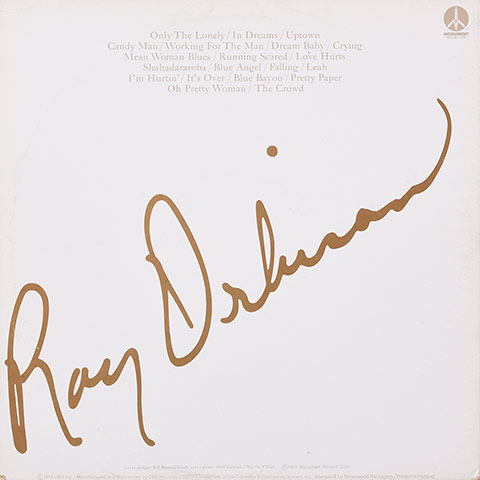 Only The Lonely / In Dreams / Uptown
Candy Man / Working For The Man / Dream Baby / Crying
Mean Woman Blues / Running Scared / Love Hurts
Shahadararoba / Blue Angel / Falling / Leah
I'm Hurtin' / It's Over / Blue Bayou / Pretty Paper
Oh Pretty Woman / The Crowd
MONUMENT
Roy Orbison